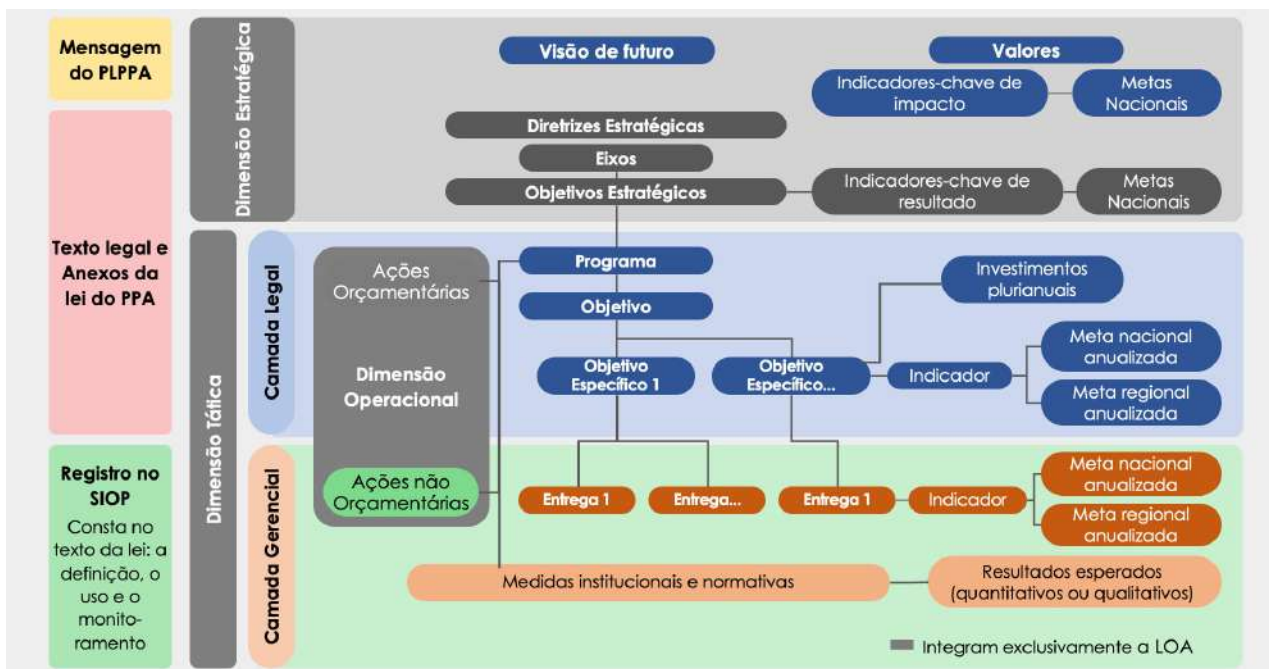 Mensagem
do PLPPA
Texto legal e
Anexos da
lei do PPA
Registro no
SIOP
Consta no
texto da lei: a
definição, o
uso e o
monito-
ramento
Dimensão Estratégica
Visão de futuro
Valores
Indicadores-chave de
impacto
Metas
Nacionais
Diretrizes Estratégicas
Eixos
Objetivos Estratégicos
Indicadores-chave de
resultado
Metas
Nacionais
Dimensão Tática
Camada Legal
Ações
Orçamentárias
Dimensão
Operacional
Ações não
Orçamentárias
Programa
Objetivo
Objetivo
Específico 1
Objetivo
Específico...
Investimentos
plurianuais
Indicador
Meta nacional
anualizada
Meta regional
anualizada
Camada Gerencial
Entrega 1
Entrega...
Entrega 1
Indicador
Meta nacional
anualizada
Meta regional
anualizada
Medidas institucionais e normativas
Resultados esperados
(quantitativos ou qualitativos)
Integram exclusivamente a LOA